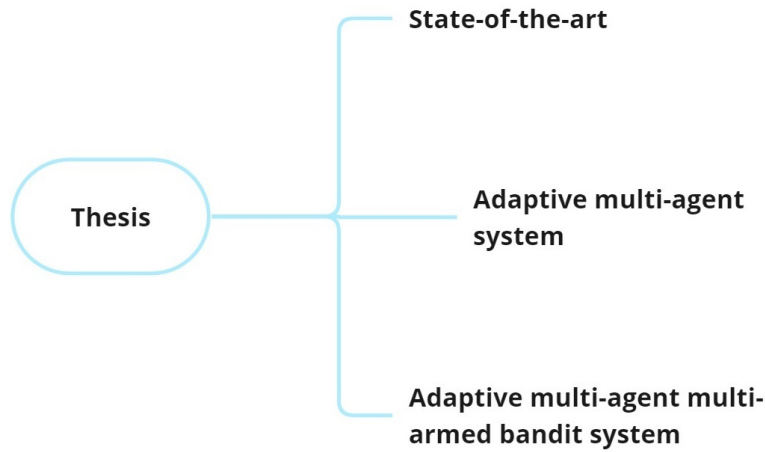 State-of-the-art
Thesis
Adaptive multi-agent
system
Adaptive multi-agent multi-
armed bandit system